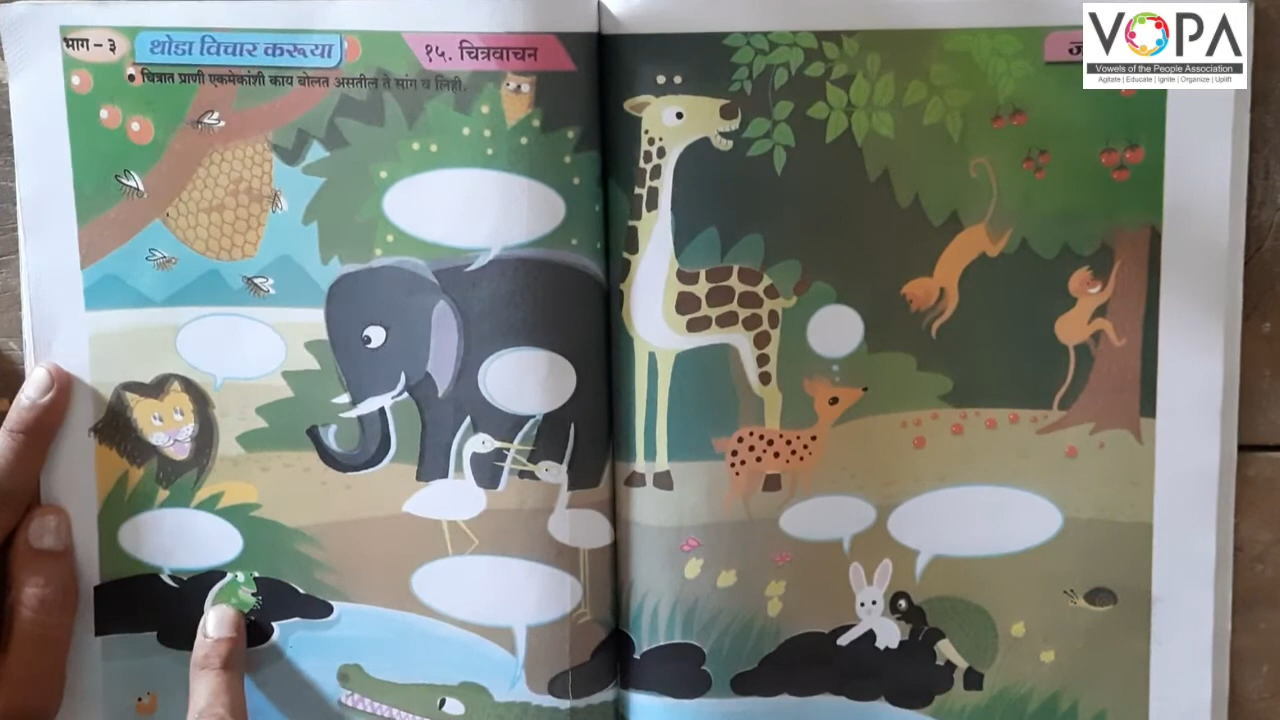 भाग - ३
थोडा विचार करूया
१५. चित्रवाचन
• चित्रात प्राणी एकमेकांशी काय बोलत असतील ते सांग व लिही.
VOPA
Vowels of the People Association
Agitate | Educate | Ignite | Organize | Uplift